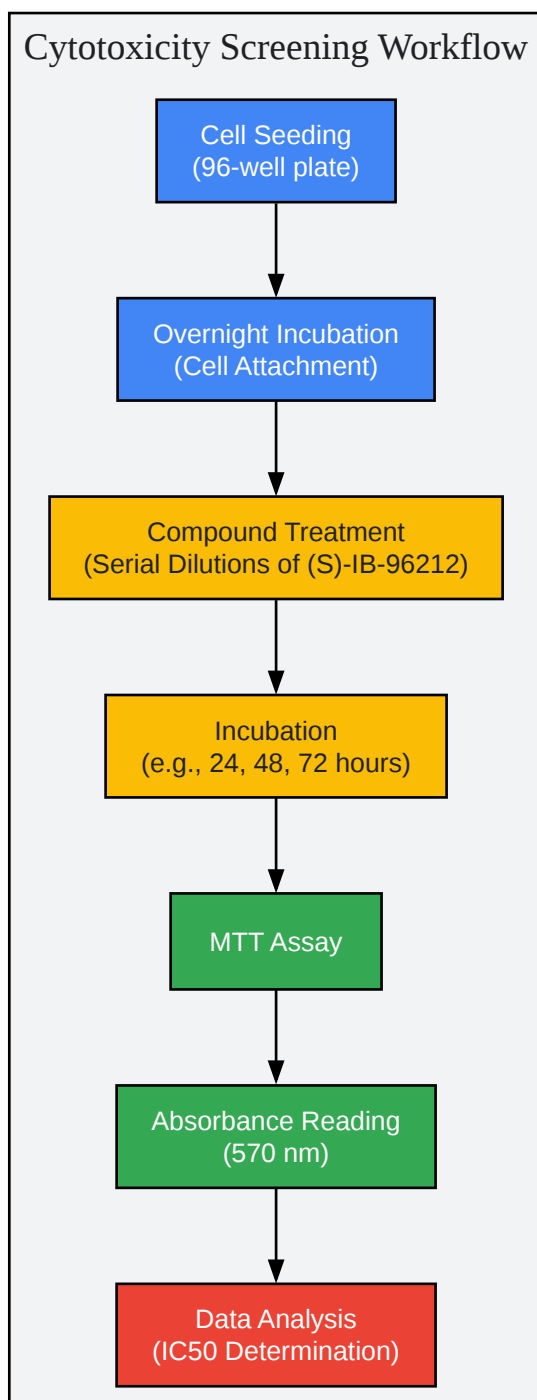 Cytotoxicity Screening Workflow
Cell Seeding
(96-well plate)
Overnight Incubation
(Cell Attachment)
Compound Treatment
(Serial Dilutions of (S)-IB-96212)
Incubation
(e.g., 24, 48, 72 hours)
MTT Assay
Absorbance Reading
(570 nm)
Data Analysis
(IC50 Determination)